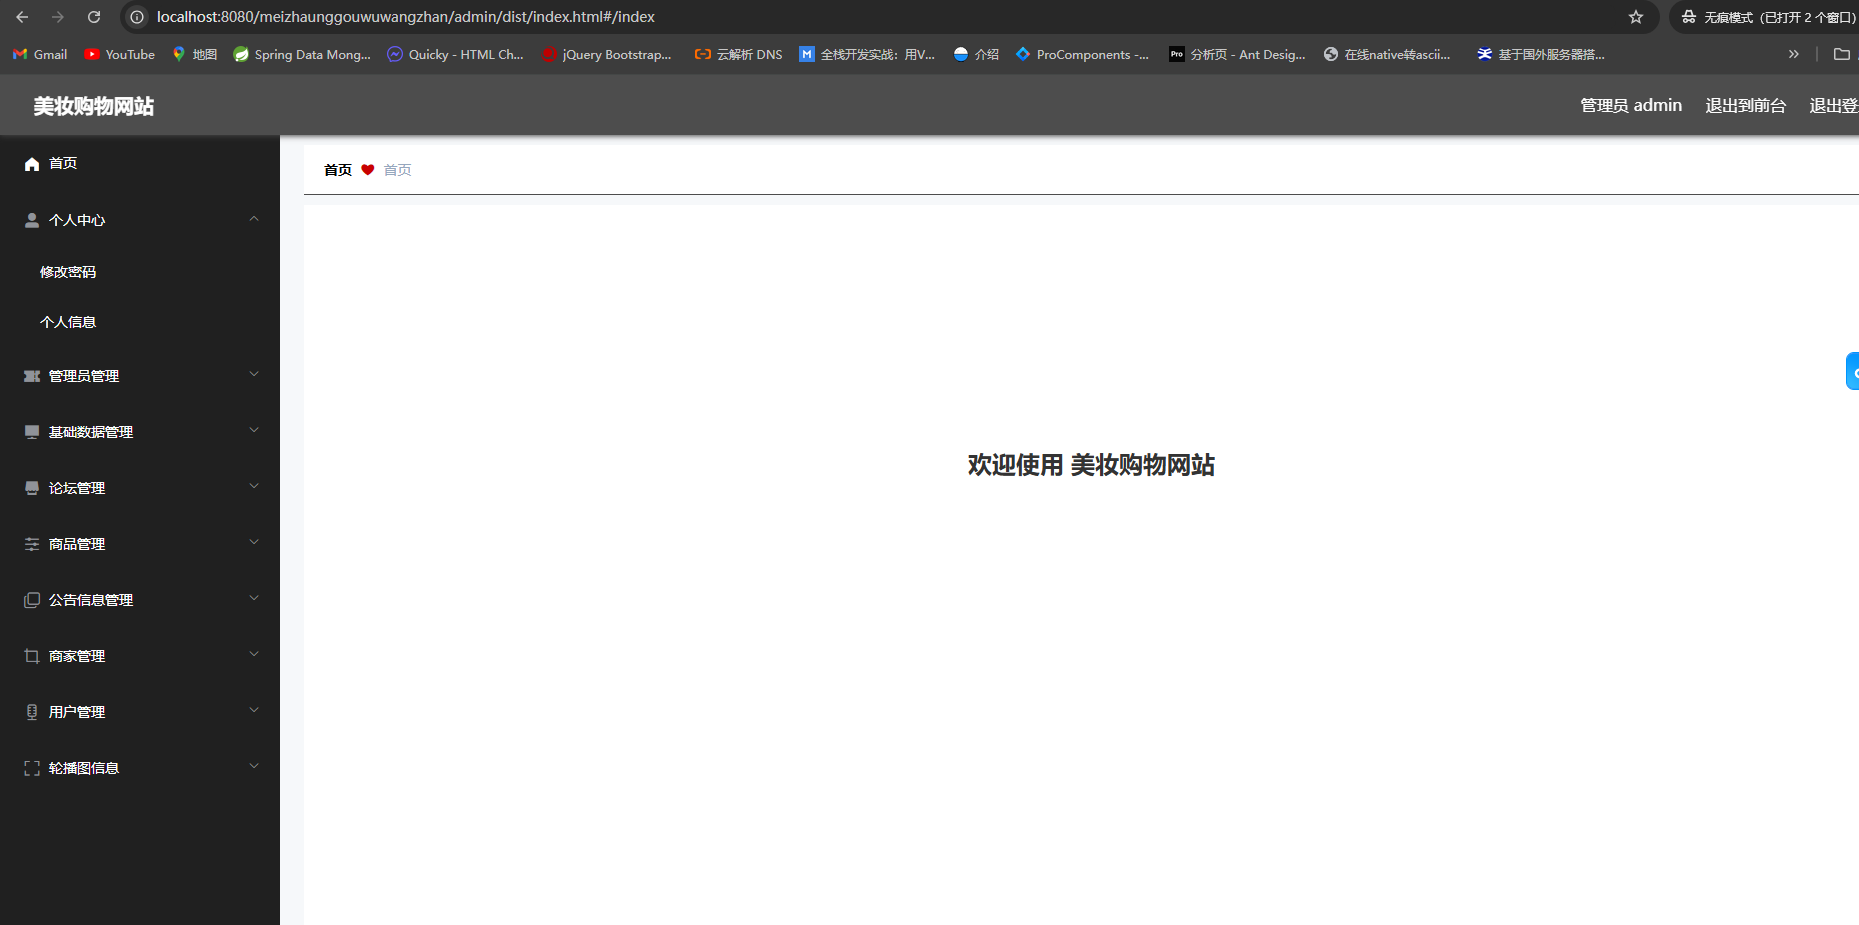 localhost:8080/meizhaunggouwuwangzhan/admin/dist/index.html#/index
无痕模式（已打开 2 个窗口）
Gmail YouTube 地图 Spring Data Mong... Quicky - HTML Ch... jQuery Bootstrap... 云解析 DNS M 全栈开发实战：用V... 介绍 ProComponents -... Pro 分析页 - Ant Desig... 在线native转ascii... 基于国外服务器搭... »
美妆购物网站
管理员 admin 退出到前台 退出登
首页
个人中心
修改密码
个人信息
管理员管理
基础数据管理
论坛管理
商品管理
公告信息管理
商家管理
用户管理
轮播图信息
首页 首页
欢迎使用 美妆购物网站